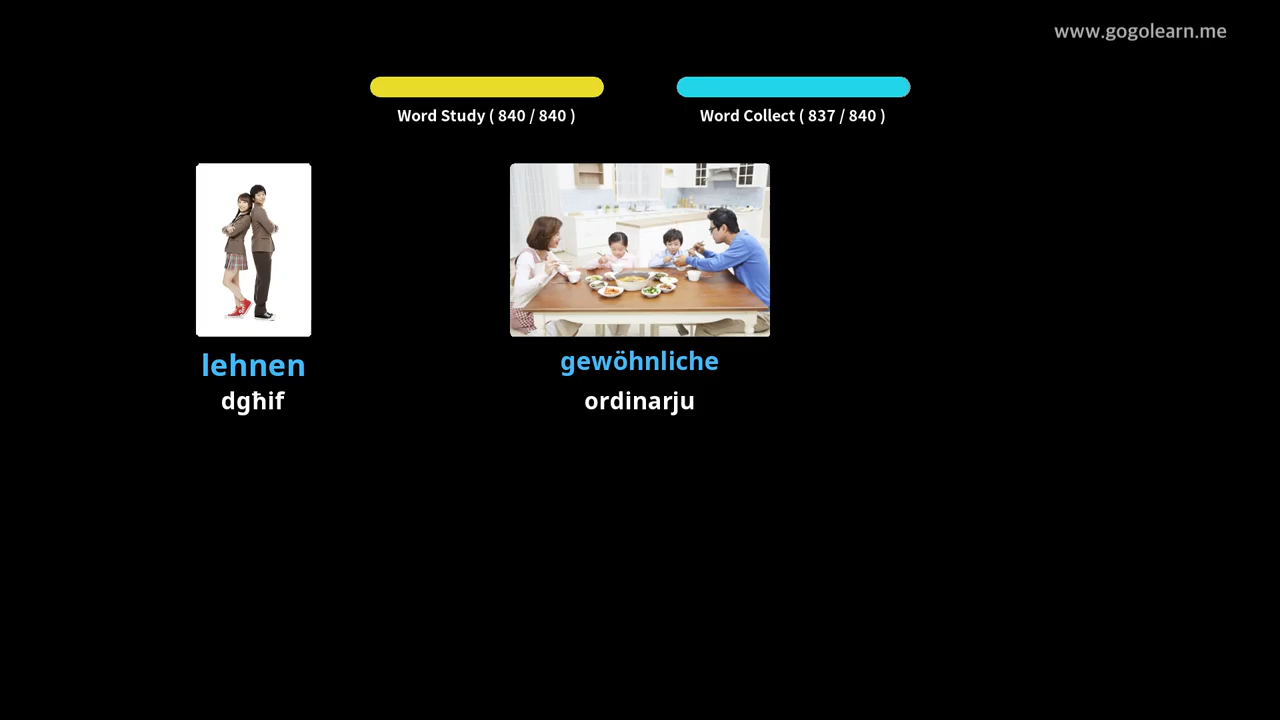 www.gogolearn.me
Word Study ( 840 / 840 )
Word Collect ( 837 / 840 )
lehnen
dgħif
gewöhnliche
ordinarju